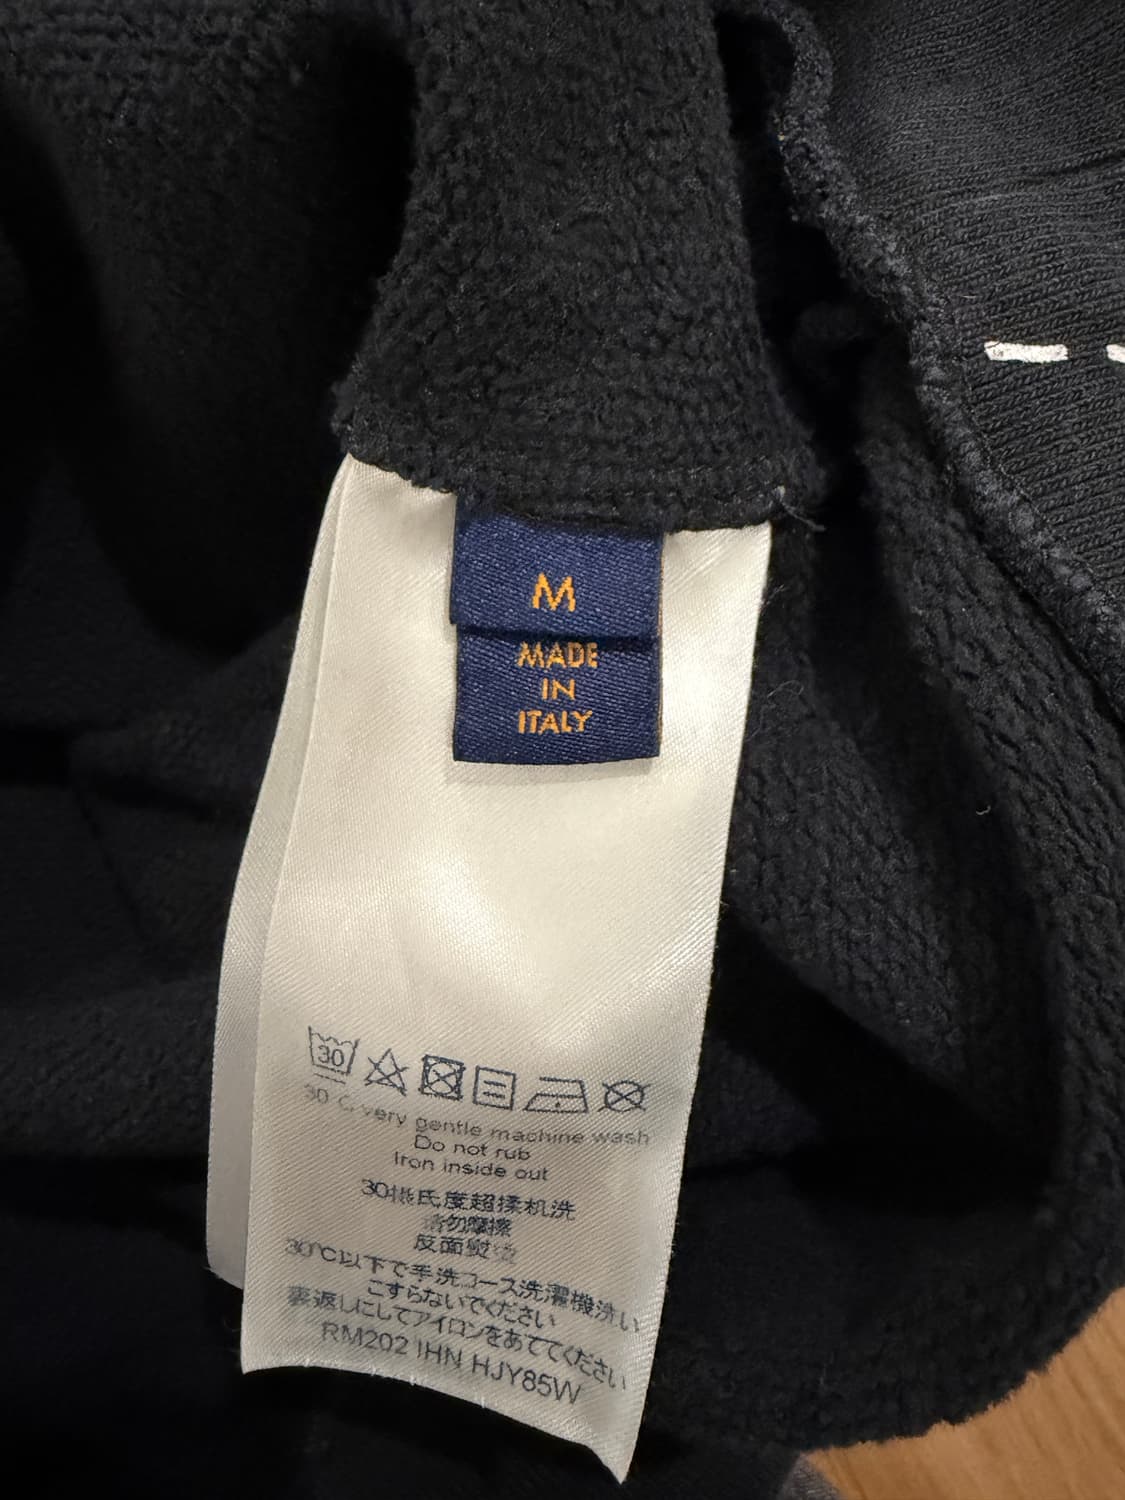 M
MADE
IN
ITALY
30
30°C very gentle machine wash
Do not rub
Iron inside out
30摄氏度超揉机洗
请勿摩擦
反面熨烫
30℃以下で手洗コース洗濯機洗い
こすらないでください
裏返しにしてアイロンをあててください
RM202 IHN HJY85W